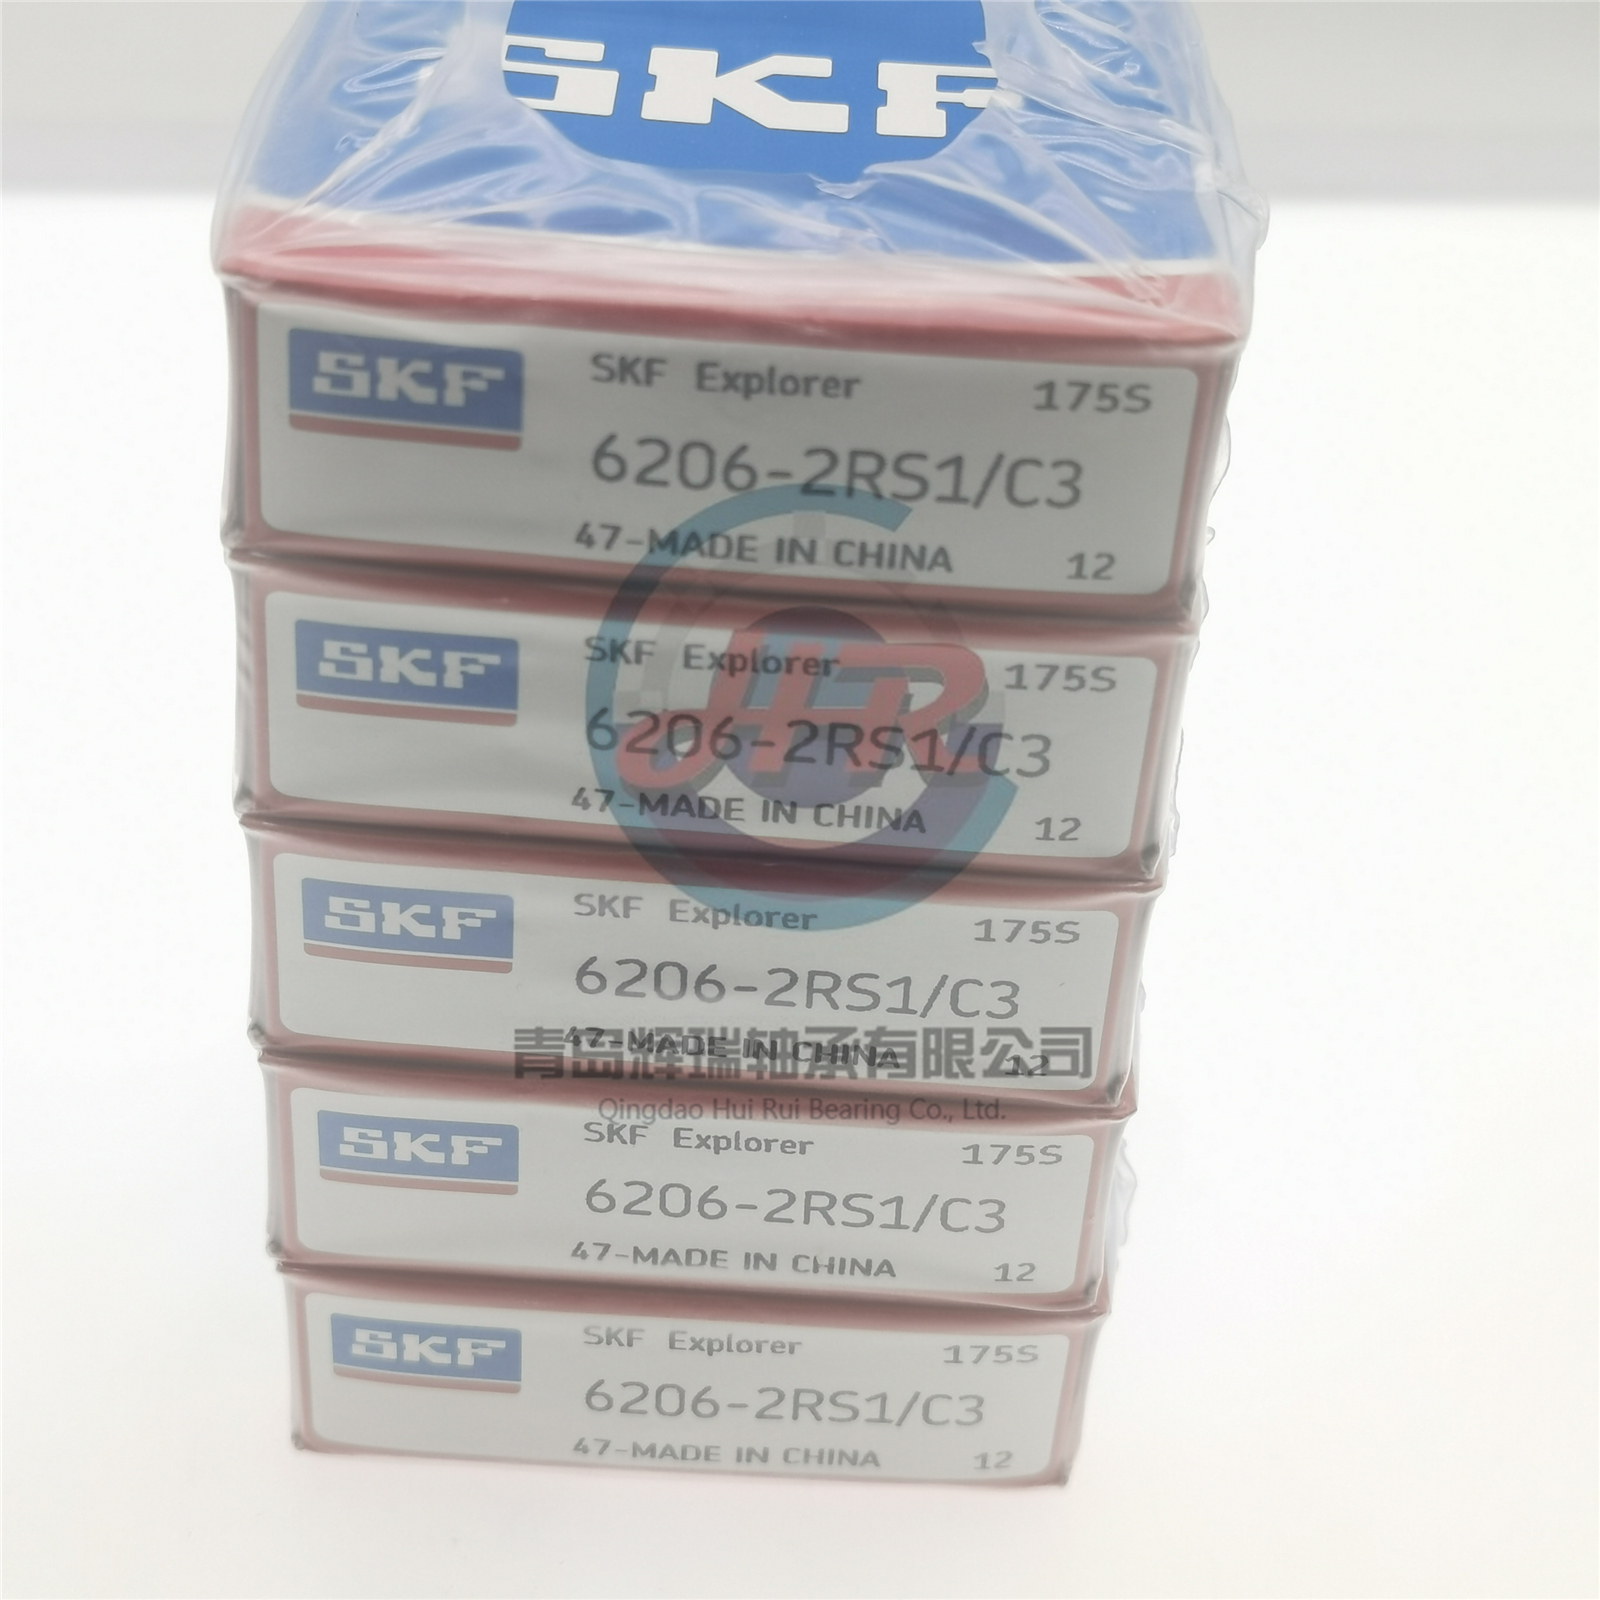 SKF
SKF
SKF Explorer
175S
6206-2RS1/C3
47-MADE IN CHINA
12
SKF
SKF Explorer
175S
6206-2RS1/C3
47-MADE IN CHINA
12
HR
SKF
SKF Explorer
175S
6206-2RS1/C3
47-MADE IN CHINA
12
青岛辉瑞轴承有限公司
Qingdao Hui Rui Bearing Co., Ltd.
SKF
SKF Explorer
175S
6206-2RS1/C3
47-MADE IN CHINA
12
SKF
SKF Explorer
175S
6206-2RS1/C3
47-MADE IN CHINA
12